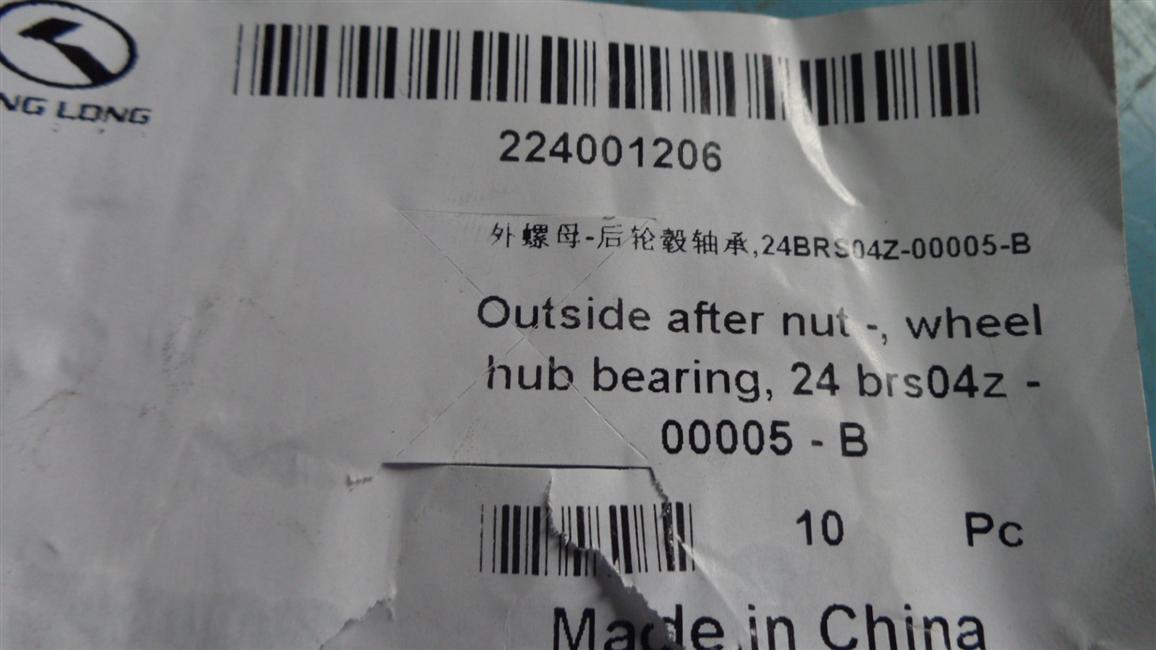 NG LONG
224001206
外螺母-后轮毂轴承,24BRS04Z-00005-B
Outside after nut -, wheel
hub bearing, 24 brs04z -
00005 - B
10 Pc
Made in China